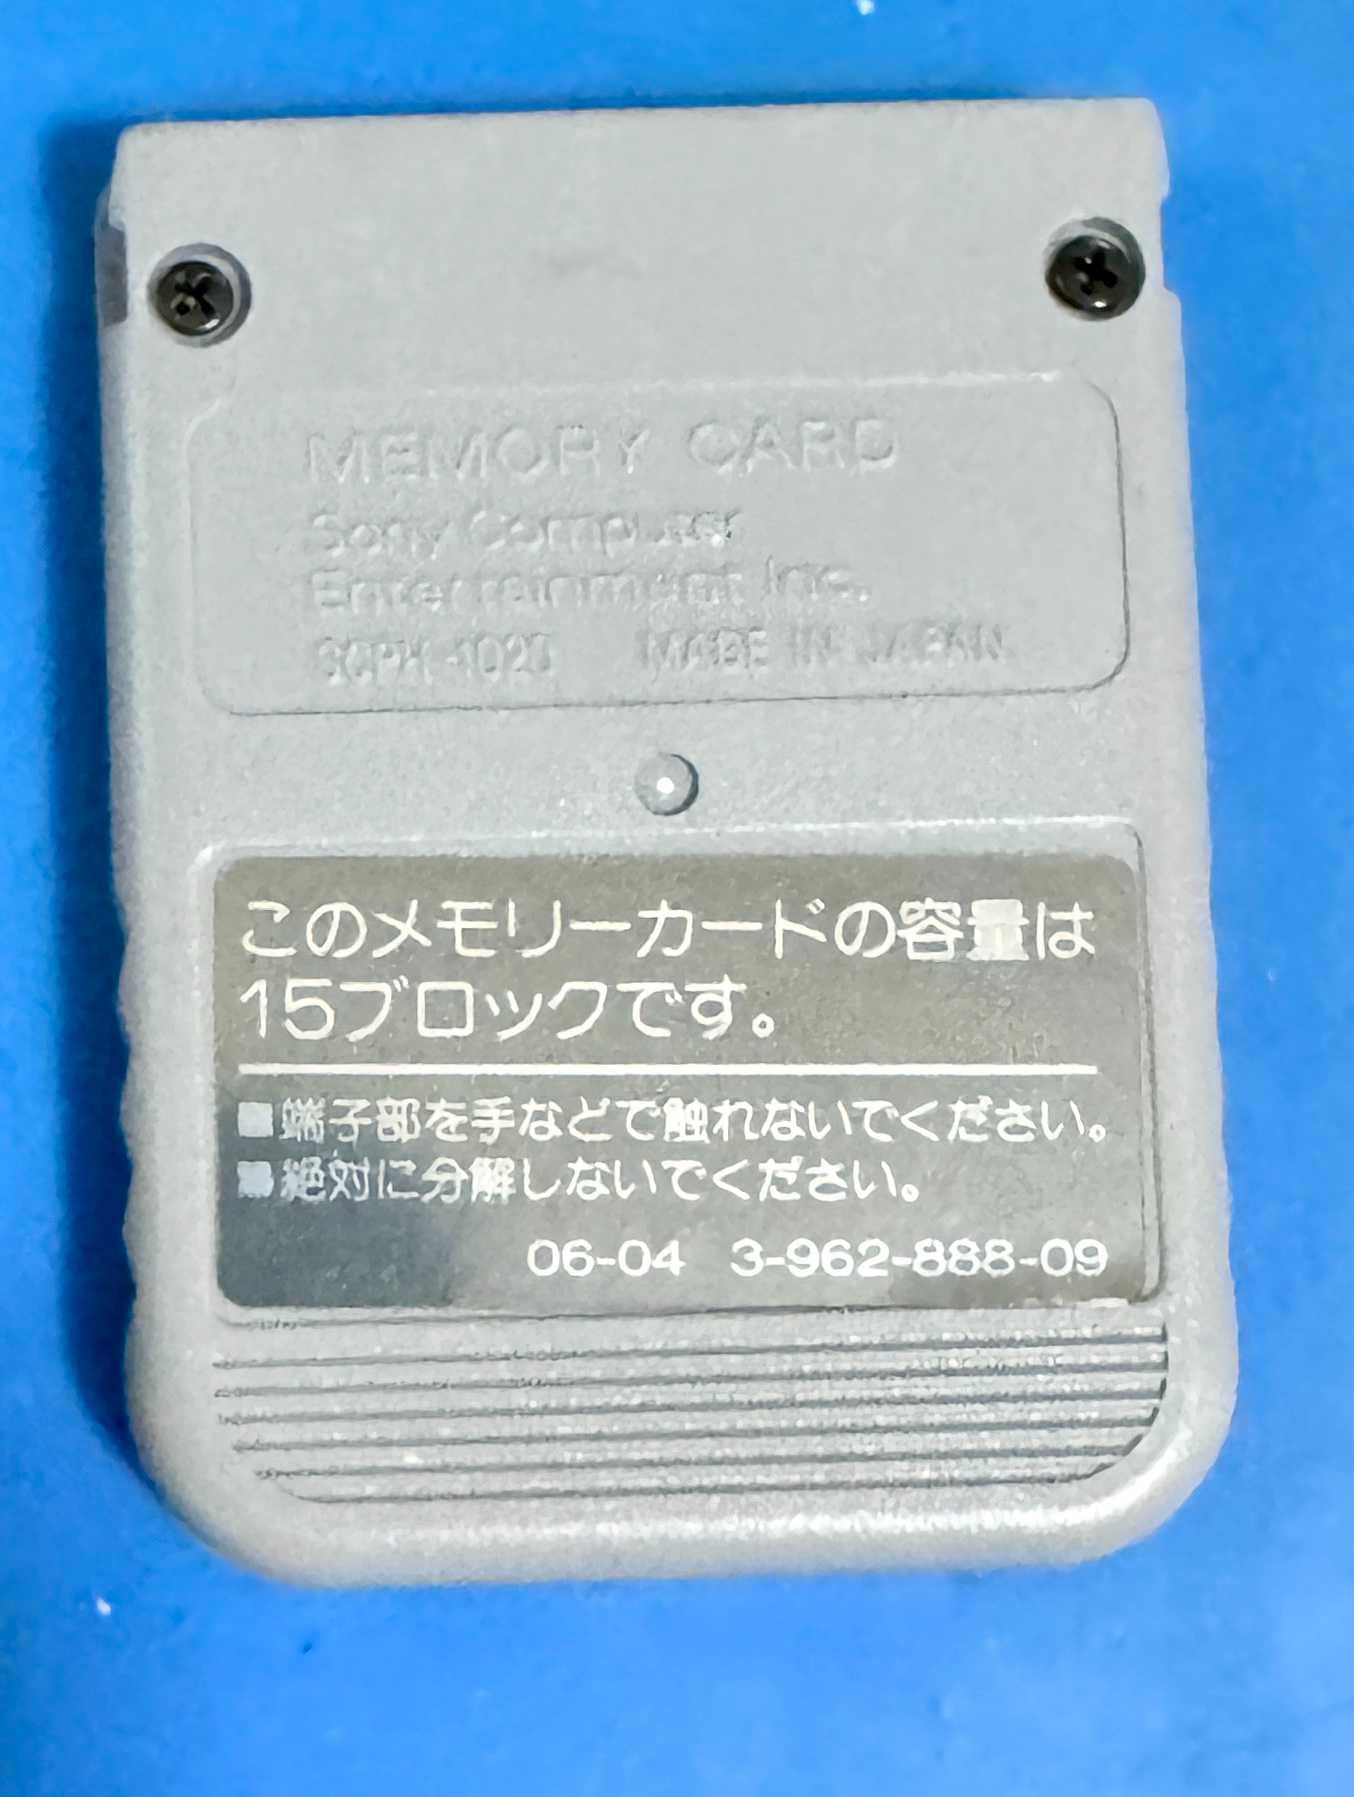 MEMORY CARD
Sony Computer
Entertainment Inc.
SCPH-1020 MADE IN JAPAN
このメモリーカードの容量は
15ブロックです。
■端子部を手などで触れないでください。
■絶対に分解しないでください。
06-04 3-962-888-09